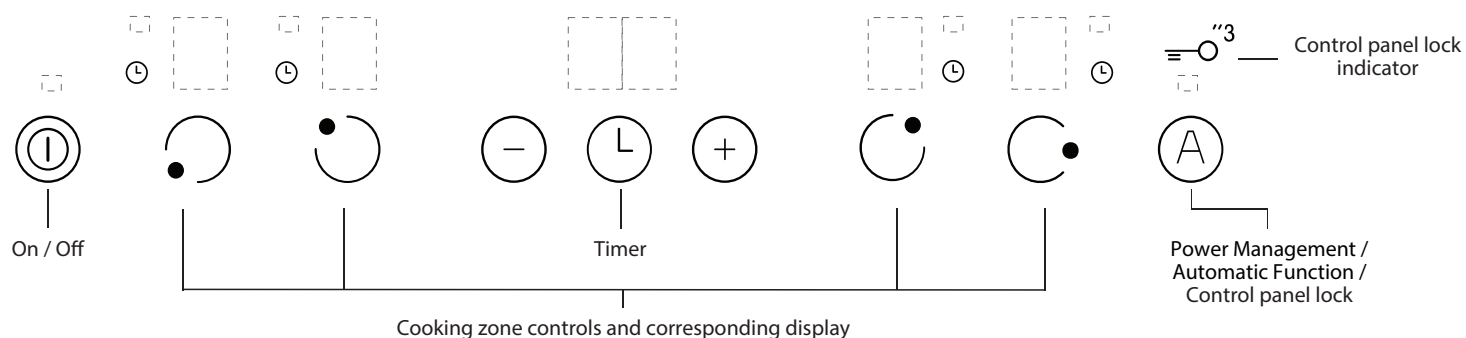 ″3
Control panel lock
indicator
A
On / Off
Timer
Power Management /
Automatic Function /
Control panel lock
Cooking zone controls and corresponding display